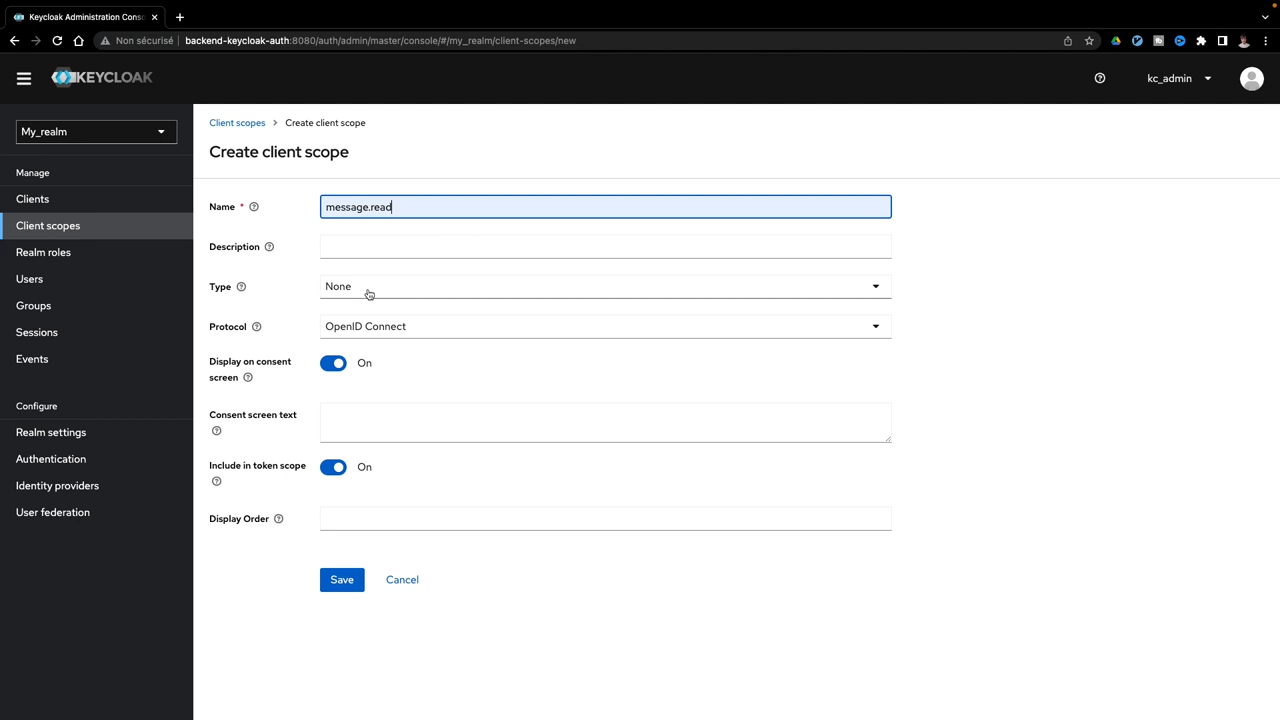 Keycloak Administration Conso
Non sécurisé
backend-keycloak-auth:8080/auth/admin/master/console/#/my_realm/client-scopes/new
KEYCLOAK
kc_admin
My_realm
Manage
Clients
Client scopes
Realm roles
Users
Groups
Sessions
Events
Configure
Realm settings
Authentication
Identity providers
User federation
Client scopes > Create client scope
Create client scope
Name *
message.read
Description
Type
None
Protocol
OpenID Connect
Display on consent
screen
On
Consent screen text
Include in token scope
On
Display Order
Save
Cancel